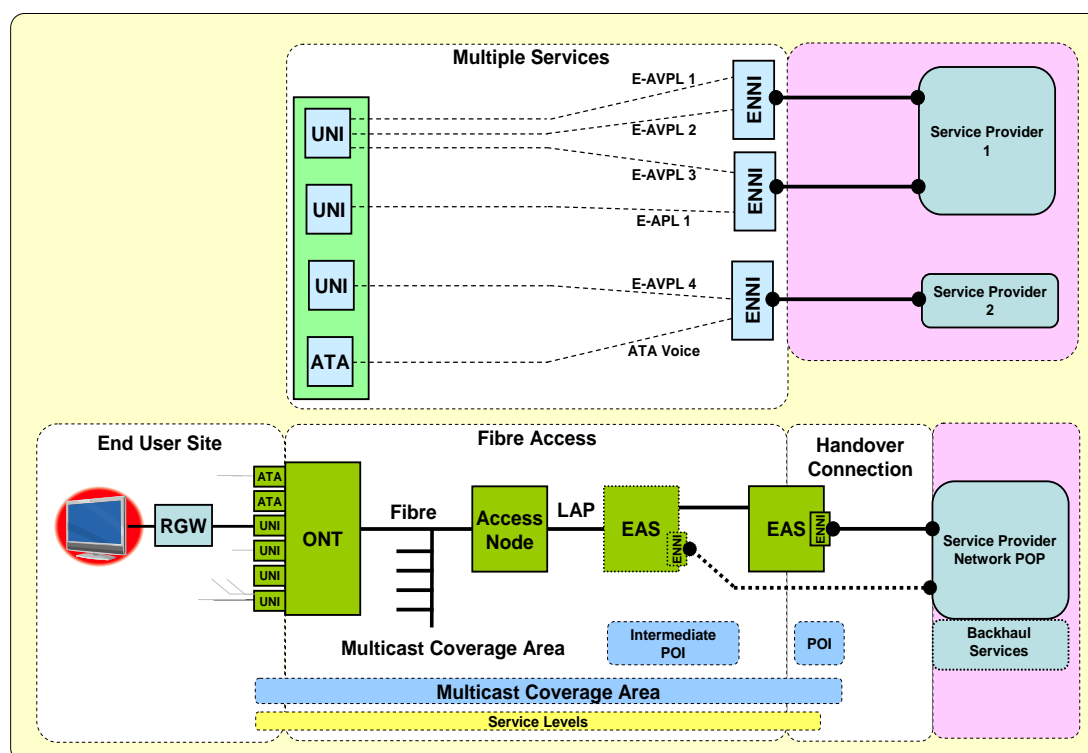 Multiple Services
E-AVPL 1
ENNI
UNI
E-AVPL 2
Service Provider
1
E-AVPL 3
ENNI
UNI
E-APL 1
UNI
E-AVPL 4
ENNI
Service Provider
2
ATA Voice
ATA
End User Site
Fibre Access
Handover
Connection
ATA
ATA
UNI
UNI
UNI
UNI
RGW
ONT
Fibre
Access
Node
LAP
EAS
ENNI
EAS
ENNI
Service Provider
Network POP
Multicast Coverage Area
Intermediate
POI
POI
Backhaul
Services
Multicast Coverage Area
Service Levels